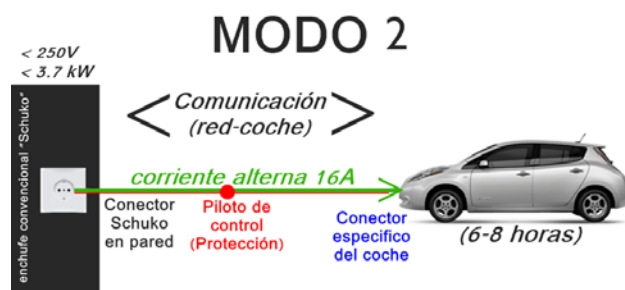 MODO 2
< 250V
< 3.7 kW
enchufe convencional "Schuko"
Comunicación
(red-coche)
corriente alterna 16A
Conector
Schuko
en pared
Piloto de
control
(Protección)
Conector
especifico
del coche
(6-8 horas)